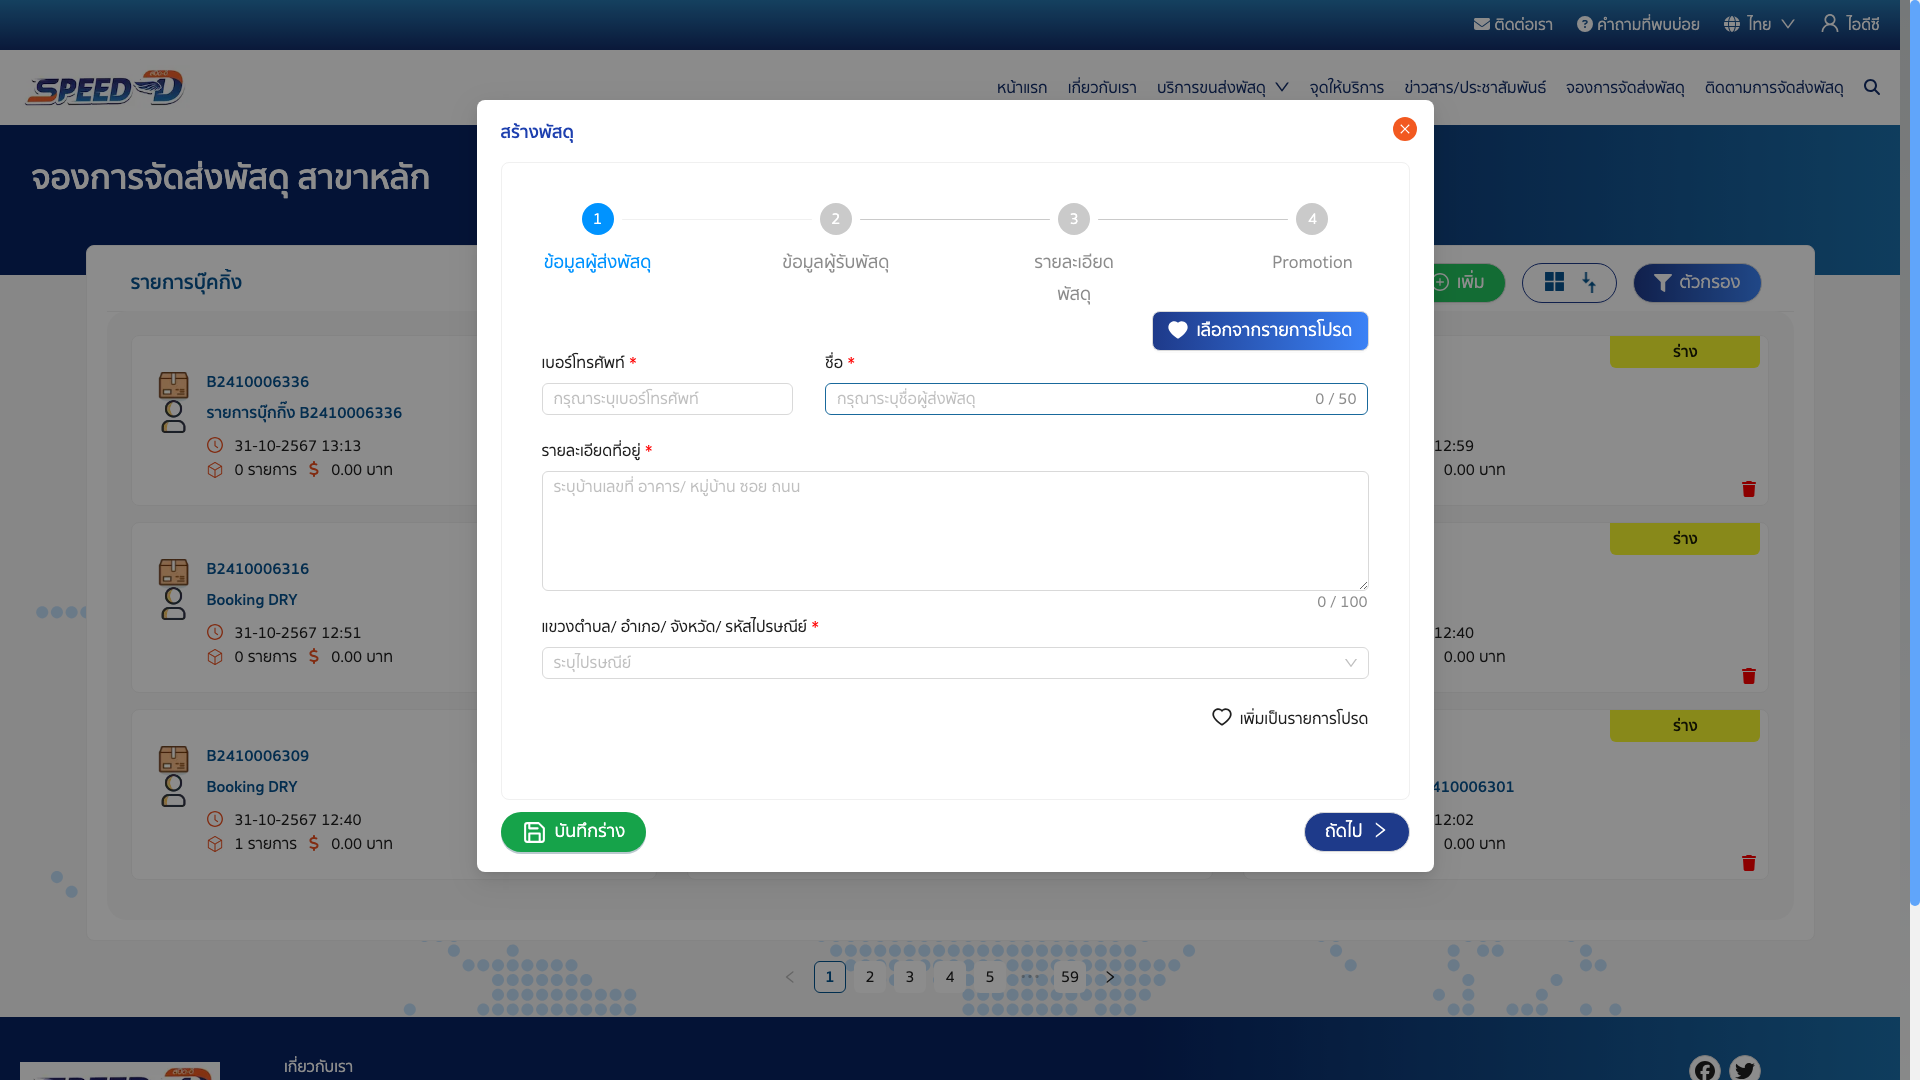 ติดต่อเรา คำถามที่พบบ่อย ไทย ไอดีซี
SPEED-D
หน้าแรก เกี่ยวกับเรา บริการขนส่งพัสดุ จุดให้บริการ ข่าวสาร/ประชาสัมพันธ์ จองการจัดส่งพัสดุ ติดตามการจัดส่งพัสดุ
จองการจัดส่งพัสดุ สาขาหลัก
รายการบุ๊คกิ้ง
เพิ่ม
ตัวกรอง
B2410006336
รายการบุ๊กกิ๊ง B2410006336
31-10-2567 13:13
0 รายการ $ 0.00 บาท
B2410006316
Booking DRY
31-10-2567 12:51
0 รายการ $ 0.00 บาท
B2410006309
Booking DRY
31-10-2567 12:40
1 รายการ $ 0.00 บาท
สร้างพัสดุ
1 2 3 4
ข้อมูลผู้ส่งพัสดุ ข้อมูลผู้รับพัสดุ รายละเอียด Promotion
พัสดุ
เลือกจากรายการโปรด
เบอร์โทรศัพท์ * ชื่อ *
กรุณาระบุเบอร์โทรศัพท์ กรุณาระบุชื่อผู้ส่งพัสดุ 0 / 50
รายละเอียดที่อยู่ *
ระบุบ้านเลขที่ อาคาร/ หมู่บ้าน ซอย ถนน
0 / 100
แขวงตำบล/ อำเภอ/ จังหวัด/ รหัสไปรษณีย์ *
ระบุไปรษณีย์
เพิ่มเป็นรายการโปรด
บันทึกร่าง
ถัดไป
ร่าง
12:59
0.00 บาท
ร่าง
12:40
0.00 บาท
ร่าง
410006301
12:02
0.00 บาท
1 2 3 4 5 ••• 59
เกี่ยวกับเรา